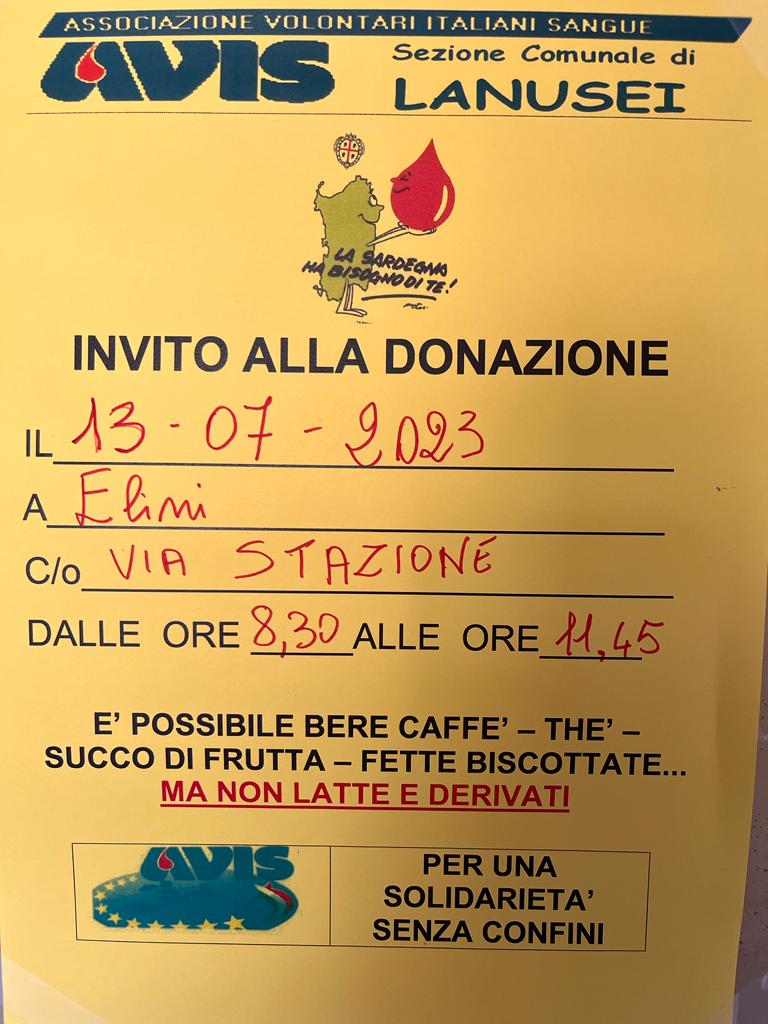 ASSOCIAZIONE VOLONTARI ITALIANI SANGUE
AVIS
Sezione Comunale di
LANUSEI
LA SARDEGNA
HA BISOGNO DI TE!
INVITO ALLA DONAZIONE
IL 13-07-2023
A Elini
C/o VIA STAZIONE
DALLE ORE 8,30 ALLE ORE 11,45
E' POSSIBILE BERE CAFFE' – THE' –
SUCCO DI FRUTTA – FETTE BISCOTTATE...
MA NON LATTE E DERIVATI
AVIS
PER UNA
SOLIDARIETA'
SENZA CONFINI